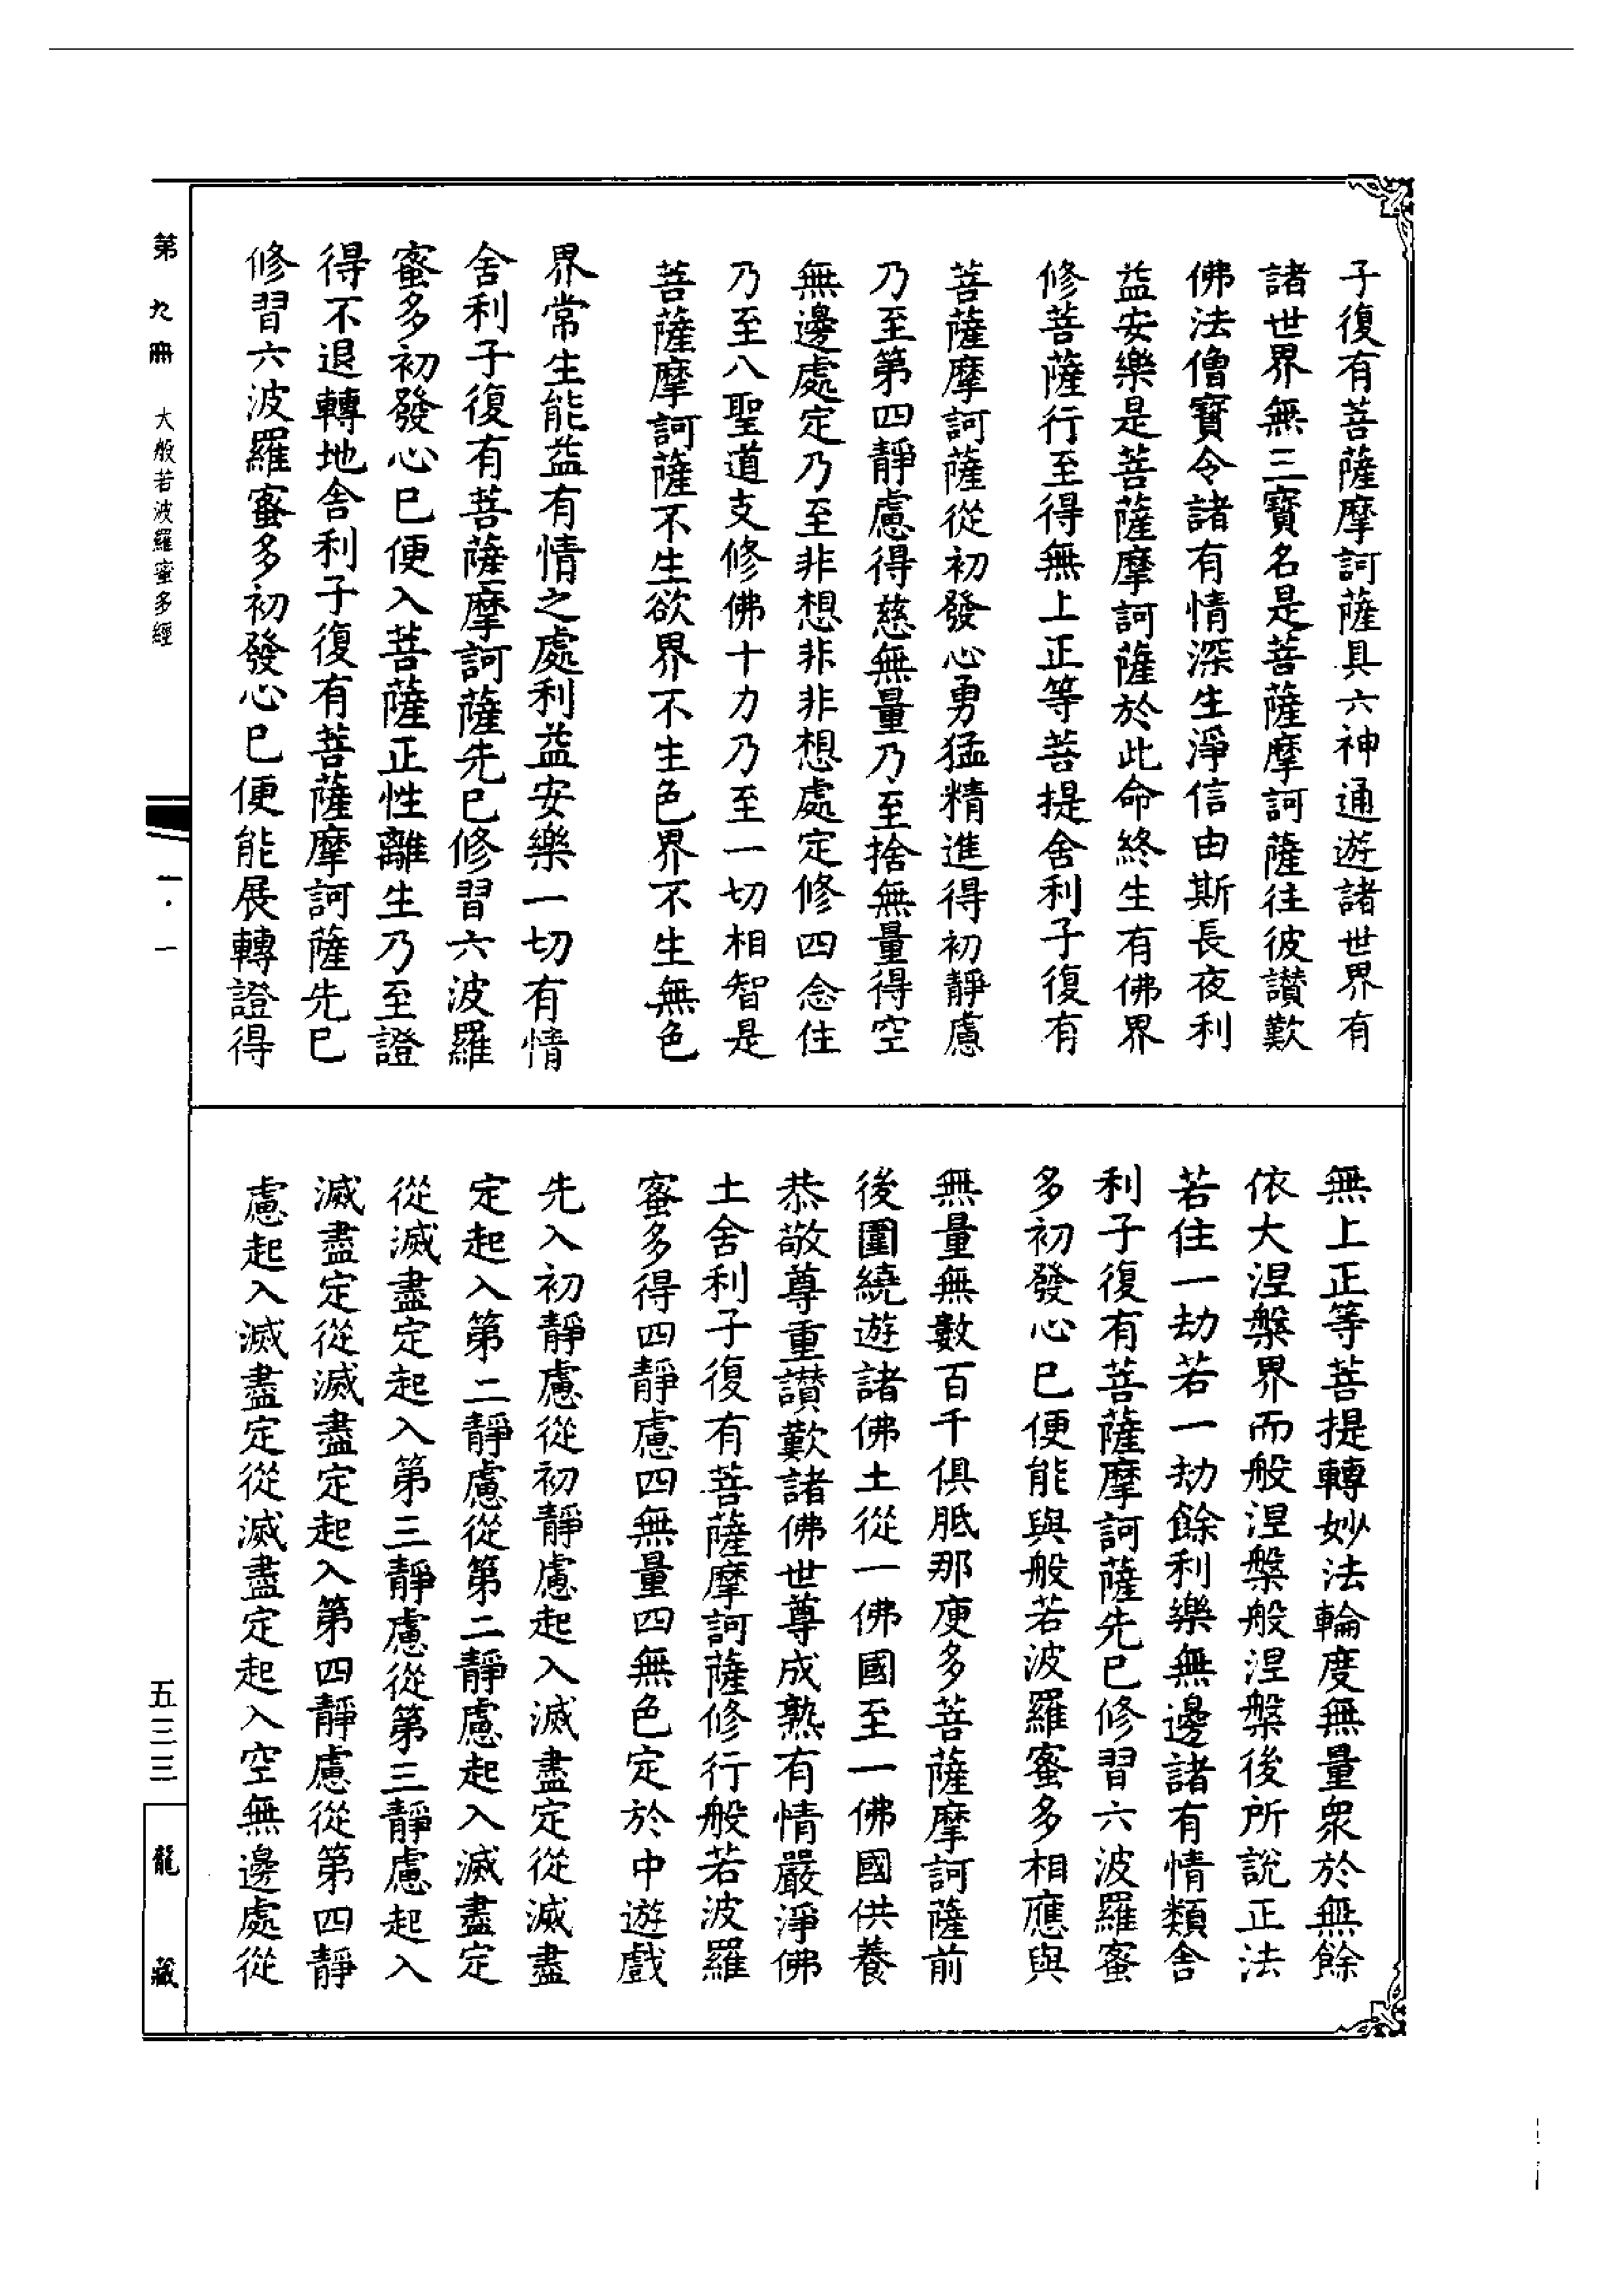 子復有菩薩摩訶薩具六神通遊諸世界有
諸世界無三寶名是菩薩摩訶薩往彼讚歎
佛法僧寶令諸有情深生淨信由斯長夜利
益安樂是菩薩摩訶薩於此命終生有佛界
修菩薩行至得無上正等菩提舍利子復有
菩薩摩訶薩從初發心勇猛精進得初靜慮
乃至第四靜慮得慈無量乃至捨無量得空
無邊處定乃至非想非非想處定修四念住
乃至八聖道支修佛十力乃至一切相智是
菩薩摩訶薩不生欲界不生色界不生無色
界常生能益有情之處利益安樂一切有情
舍利子復有菩薩摩訶薩先已修習六波羅
蜜多初發心已便入菩薩正性離生乃至證
得不退轉地舍利子復有菩薩摩訶薩先已
修習六波羅蜜多初發心已便能展轉證得
無上正等菩提轉妙法輪度無量眾於無餘
依大涅槃界而般涅槃般涅槃後所說正法
若住一劫若一劫餘利樂無邊諸有情類舍
利子復有菩薩摩訶薩先已修習六波羅蜜
多初發心已便能與般若波羅蜜多相應與
無量無數百千俱胝那庾多菩薩摩訶薩前
後圍繞遊諸佛土從一佛國至一佛國供養
恭敬尊重讚歎諸佛世尊成熟有情嚴淨佛
土舍利子復有菩薩摩訶薩修行般若波羅
蜜多得四靜慮四無量四無色定於中遊戲
先入初靜慮從初靜慮起入滅盡定從滅盡
定起入第二靜慮從第二靜慮起入滅盡定
從滅盡定起入第三靜慮從第三靜慮起入
滅盡定從滅盡定起入第四靜慮從第四靜
慮起入滅盡定從滅盡定起入空無邊處從
第九冊 大般若波羅蜜多經
一·一
五三三
龍藏